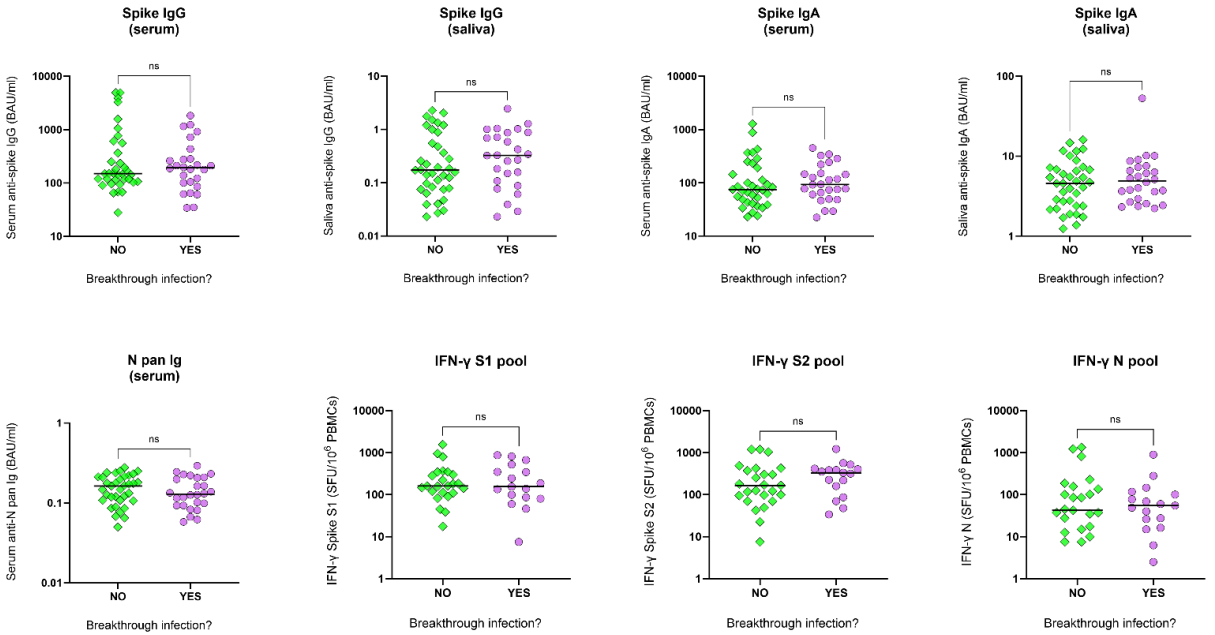 Spike IgG
(serum)
Serum anti-spike IgG (BAU/ml)
10000
1000
100
10
ns
NO
YES
Breakthrough infection?
Spike IgG
(saliva)
Saliva anti-spike IgG (BAU/ml)
10
1
0.1
0.01
ns
NO
YES
Breakthrough infection?
Spike IgA
(serum)
Serum anti-spike IgA (BAU/ml)
10000
1000
100
10
ns
NO
YES
Breakthrough infection?
Spike IgA
(saliva)
Saliva anti-spike IgA (BAU/ml)
100
10
1
ns
NO
YES
Breakthrough infection?
N pan Ig
(serum)
Serum anti-N pan Ig (BAU/ml)
1
0.1
0.01
ns
NO
YES
Breakthrough infection?
IFN-γ S1 pool
IFN-γ Spike S1 (SFU/10⁶ PBMCs)
10000
1000
100
10
1
ns
NO
YES
Breakthrough infection?
IFN-γ S2 pool
IFN-γ Spike S2 (SFU/10⁶ PBMCs)
10000
1000
100
10
1
ns
NO
YES
Breakthrough infection?
IFN-γ N pool
IFN-γ N (SFU/10⁶ PBMCs)
10000
1000
100
10
1
ns
NO
YES
Breakthrough infection?